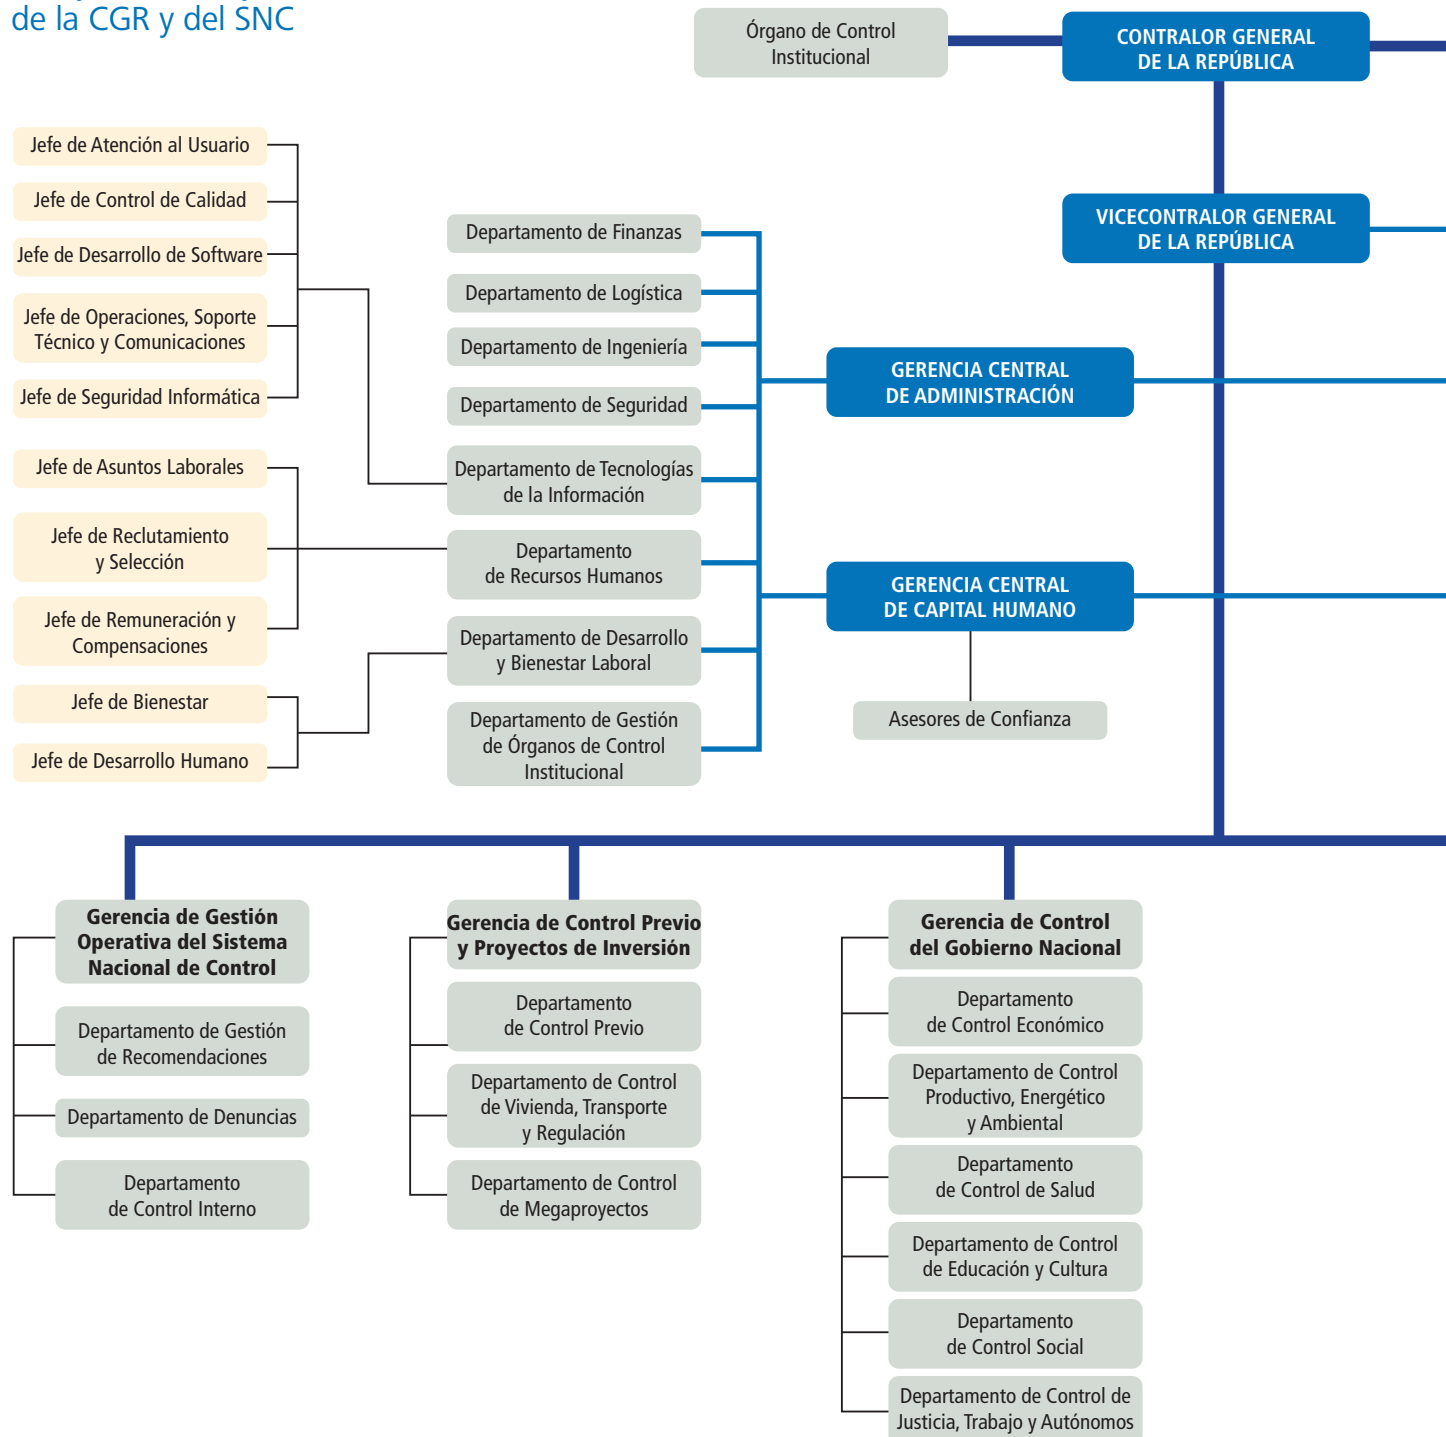 de la CGR y del SNC
Órgano de Control
Institucional
CONTRALOR GENERAL
DE LA REPÚBLICA
VICECONTRALOR GENERAL
DE LA REPÚBLICA
Jefe de Atención al Usuario
Jefe de Control de Calidad
Jefe de Desarrollo de Software
Jefe de Operaciones, Soporte
Técnico y Comunicaciones
Jefe de Seguridad Informática
Jefe de Asuntos Laborales
Jefe de Reclutamiento
y Selección
Jefe de Remuneración y
Compensaciones
Jefe de Bienestar
Jefe de Desarrollo Humano
Departamento de Finanzas
Departamento de Logística
Departamento de Ingeniería
Departamento de Seguridad
Departamento de Tecnologías
de la Información
Departamento
de Recursos Humanos
Departamento de Desarrollo
y Bienestar Laboral
Departamento de Gestión
de Órganos de Control
Institucional
GERENCIA CENTRAL
DE ADMINISTRACIÓN
GERENCIA CENTRAL
DE CAPITAL HUMANO
Asesores de Confianza
Gerencia de Gestión
Operativa del Sistema
Nacional de Control
Departamento de Gestión
de Recomendaciones
Departamento de Denuncias
Departamento
de Control Interno
Gerencia de Control Previo
y Proyectos de Inversión
Departamento
de Control Previo
Departamento de Control
de Vivienda, Transporte
y Regulación
Departamento de Control
de Megaproyectos
Gerencia de Control
del Gobierno Nacional
Departamento
de Control Económico
Departamento de Control
Productivo, Energético
y Ambiental
Departamento
de Control de Salud
Departamento de Control
de Educación y Cultura
Departamento
de Control Social
Departamento de Control de
Justicia, Trabajo y Autónomos